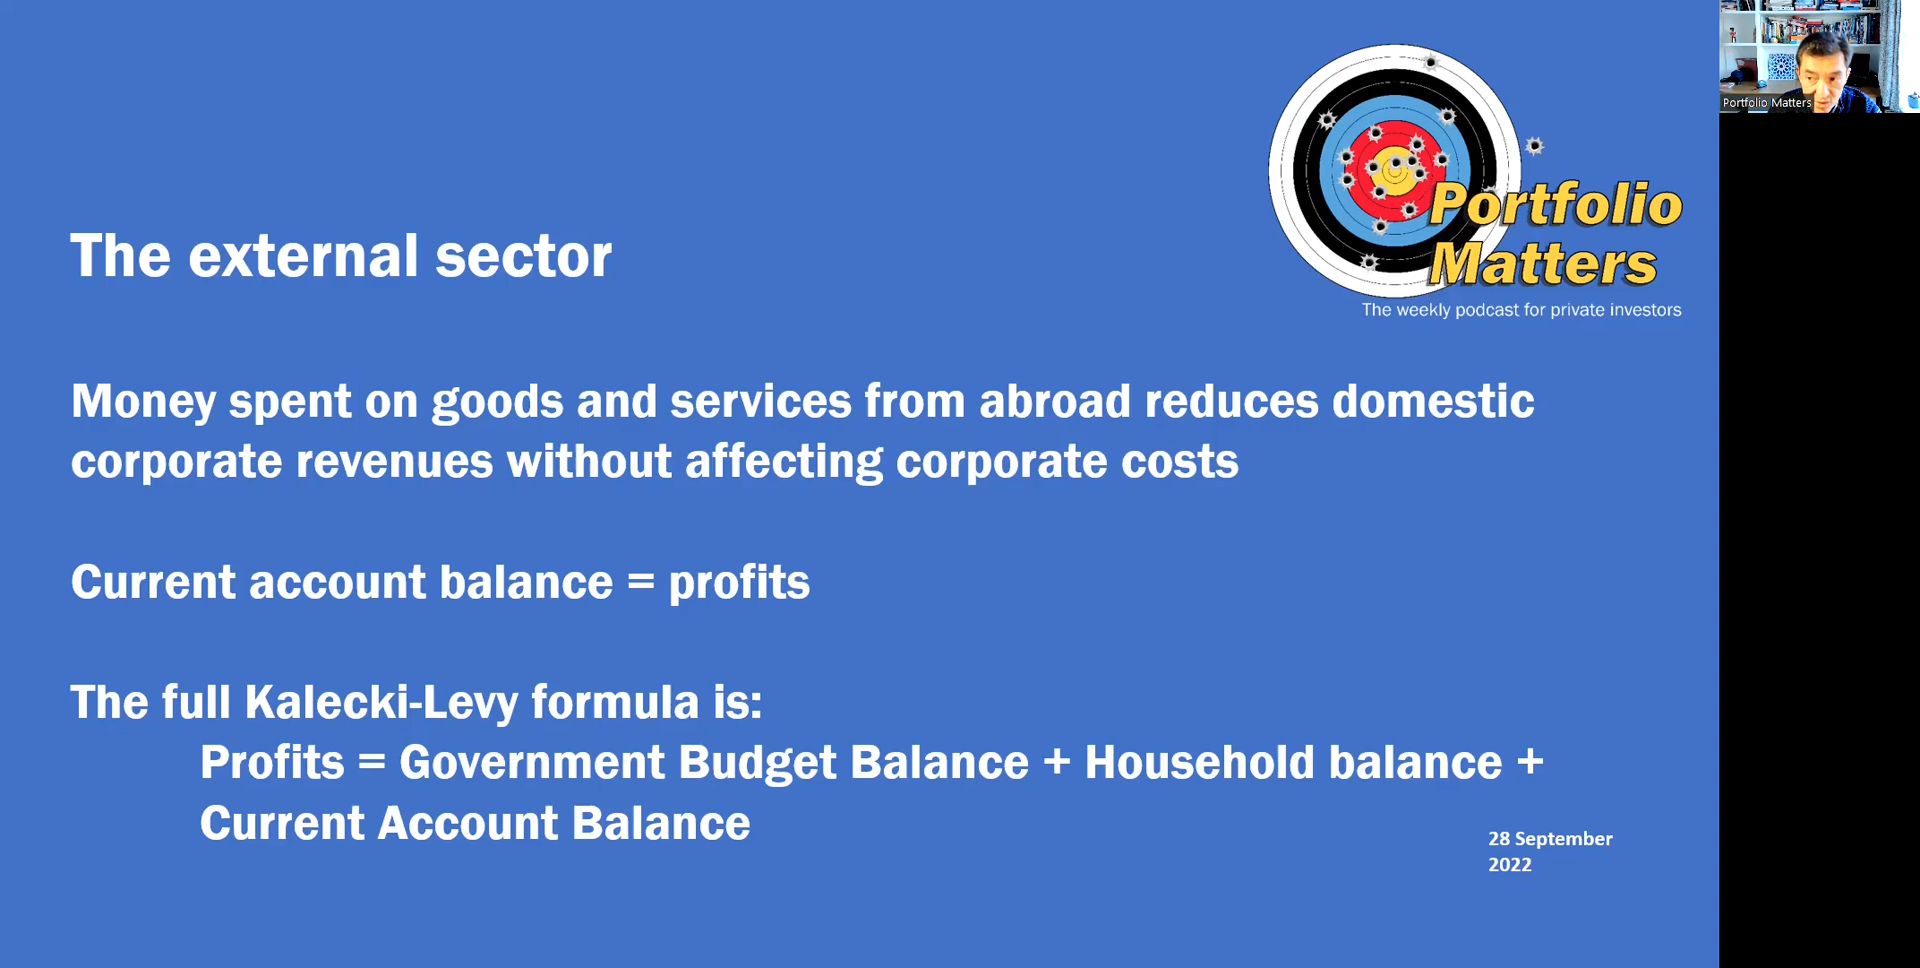 Portfolio Matters
Portfolio
Matters
The weekly podcast for private investors
The external sector
Money spent on goods and services from abroad reduces domestic
corporate revenues without affecting corporate costs
Current account balance = profits
The full Kalecki-Levy formula is:
Profits = Government Budget Balance + Household balance +
Current Account Balance
28 September
2022